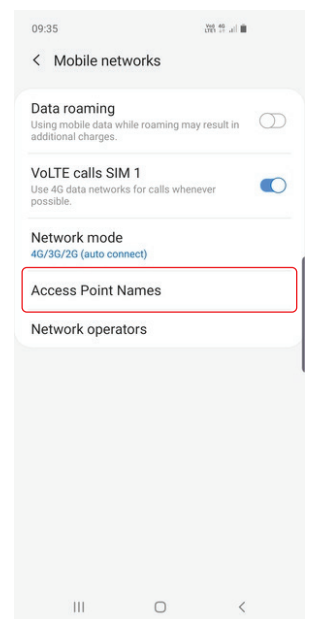 09:35
Mobile networks
Data roaming
Using mobile data while roaming may result in
additional charges.
VoLTE calls SIM 1
Use 4G data networks for calls whenever
possible.
Network mode
4G/3G/2G (auto connect)
Access Point Names
Network operators